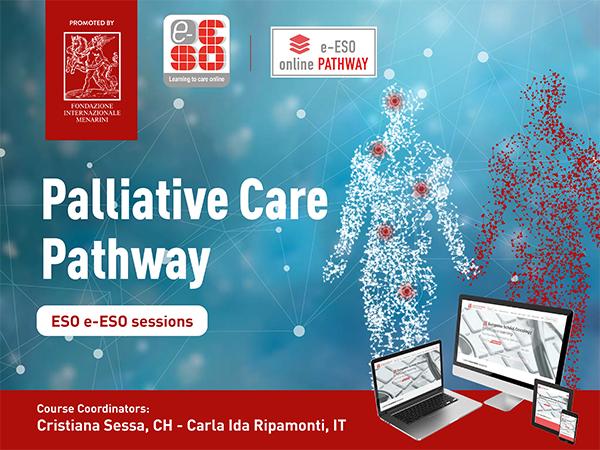 PROMOTED BY
FONDAZIONE
INTERNAZIONALE
MENARINI
e-ESO
Learning to care online
e-ESO
online PATHWAY
Palliative Care
Pathway
ESO e-ESO sessions
Course Coordinators:
Cristiana Sessa, CH - Carla Ida Ripamonti, IT